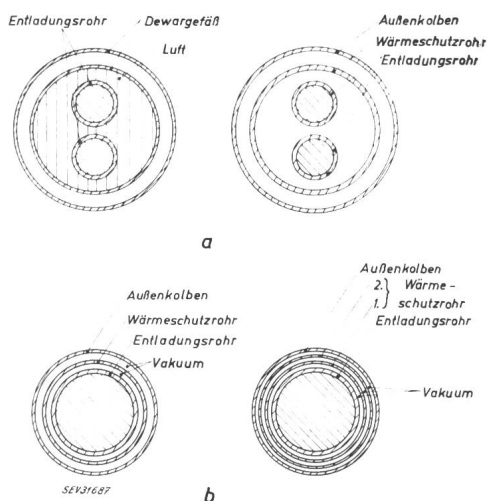 Entladungsrohr
Dewargefäß
Luft
Außenkolben
Wärmeschutzrohr
Entladungsrohr
a
Außenkolben
Wärmeschutzrohr
Entladungsrohr
Vakuum
Außenkolben
2.} Wärme-
1.} schutzrohr
Entladungsrohr
Vakuum
SEV31687
b